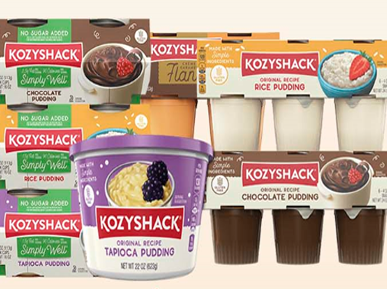 NO SUGAR ADDED
KOZYSHACK
Simply Well
CHOCOLATE
PUDDING
NO SUGAR ADDED
KOZYSHACK
Simply Well
RICE PUDDING
NO SUGAR ADDED
KOZYSHACK
Simply Well
TAPIOCA PUDDING
KOZYSHACK
Flan
MADE WITH
Simple
INGREDIENTS
KOZYSHACK
ORIGINAL RECIPE
TAPIOCA PUDDING
NET WT 22 OZ (623g)
MADE WITH
Simple
INGREDIENTS
KOZYSHACK
ORIGINAL RECIPE
RICE PUDDING
MADE WITH
Simple
INGREDIENTS
KOZYSHACK
ORIGINAL RECIPE
CHOCOLATE PUDDING